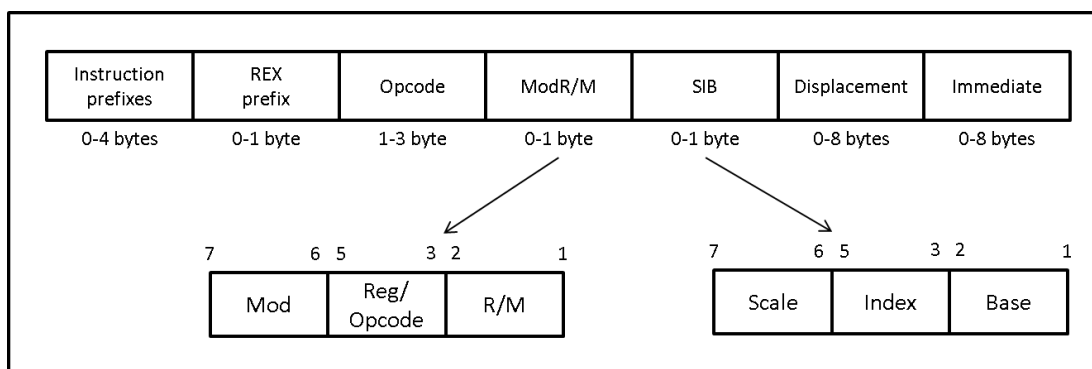 Instruction prefixes
REX prefix
Opcode
ModR/M
SIB
Displacement
Immediate
0-4 bytes
0-1 byte
1-3 byte
0-1 byte
0-1 byte
0-8 bytes
0-8 bytes
7 6 5 3 2 1
Mod
Reg/
Opcode
R/M
7 6 5 3 2 1
Scale
Index
Base